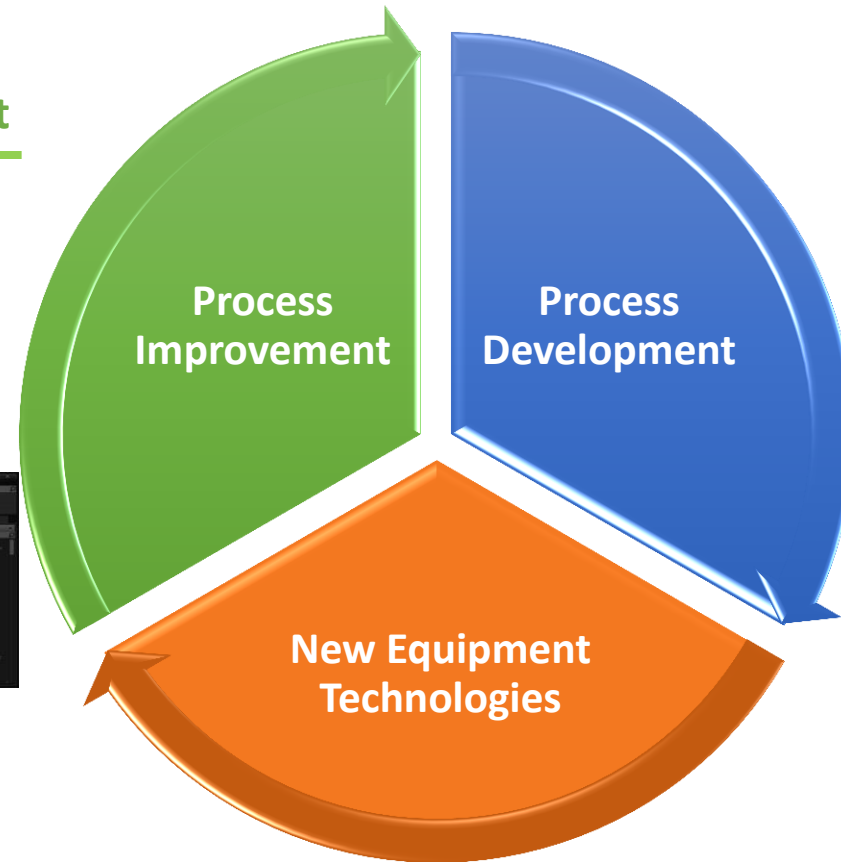 t
Process
Improvement
Process
Development
New Equipment
Technologies